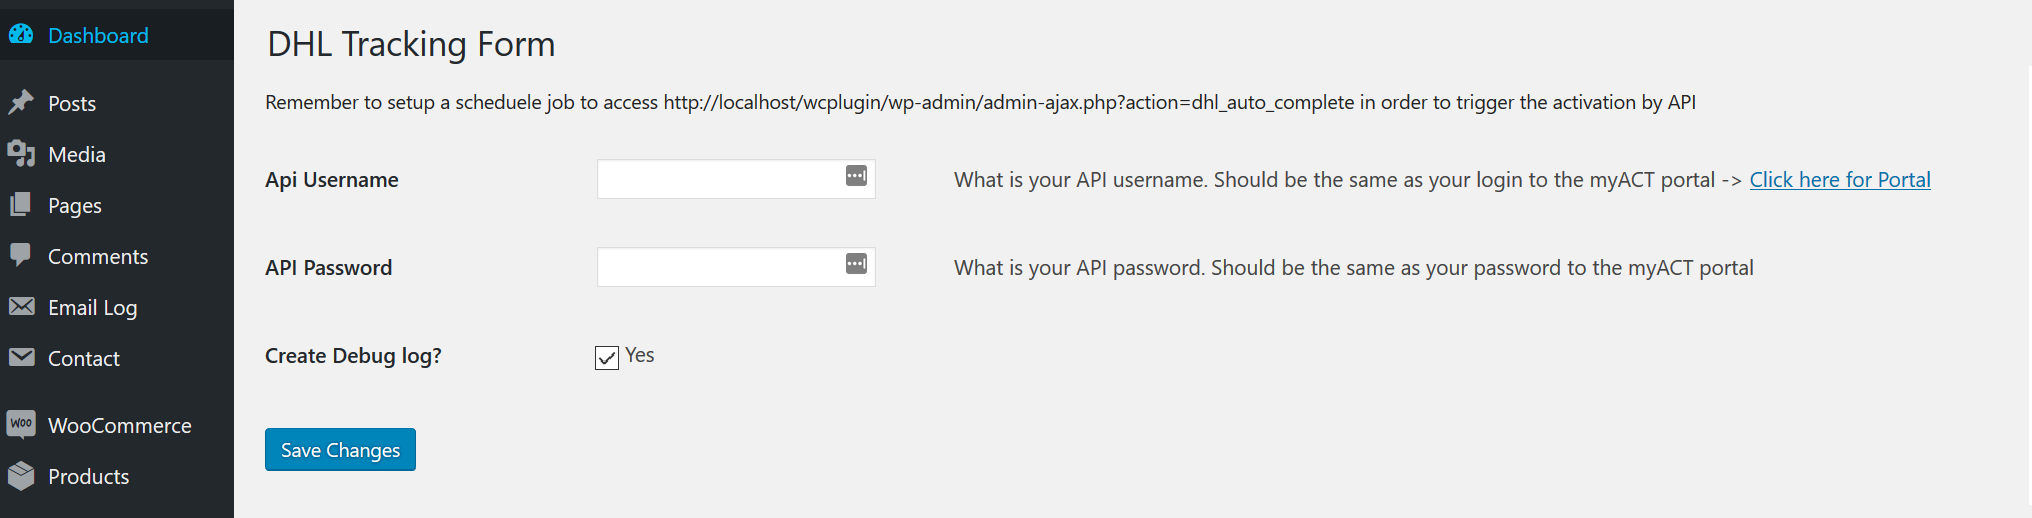 Dashboard
Posts
Media
Pages
Comments
Email Log
Contact
Woo WooCommerce
Products
DHL Tracking Form
Remember to setup a scheduele job to access http://localhost/wcplugin/wp-admin/admin-ajax.php?action=dhl_auto_complete in order to trigger the activation by API
Api Username What is your API username. Should be the same as your login to the myACT portal -> Click here for Portal
API Password What is your API password. Should be the same as your password to the myACT portal
Create Debug log? Yes
Save Changes